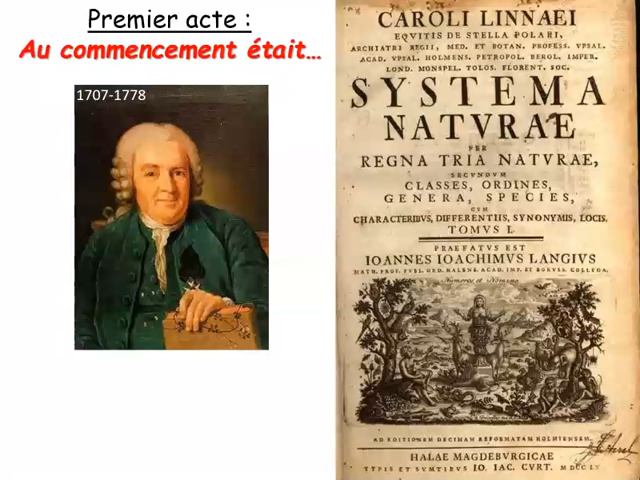 Premier acte :
Au commencement était…
1707-1778
CAROLI LINNAEI
EQVITIS DE STELLA POLARI,
ARCHIATRI REGII, MED. ET BOTAN. PROFESS. VPSAL.
ACAD. VPSAL. HOLMENS. PETROPOL. BEROL. IMPER.
LOND. MONSPEL. TOLOS. FLORENT. SOC.
SYSTEMA
NATVRAE
PER
REGNA TRIA NATVRAE,
SECVNDVM
CLASSES, ORDINES,
GENERA, SPECIES,
CVM
CHARACTERIBVS, DIFFERENTIIS, SYNONYMIS, LOCIS.
TOMVS I.
PRAEFATVS EST
IOANNES IOACHIMVS LANGIVS
MATH. PROF. PVBL. ORD. HALENS. ACAD. IMP. ET BORVSS. COLLEGA.
Numeros et Nomina
AD EDITIONEM DECIMAM REFORMATAM HOLMIENSEM.
HALAE MAGDEBVRGICAE
TYPIS ET SVMTIBVS IO. IAC. CVRT.